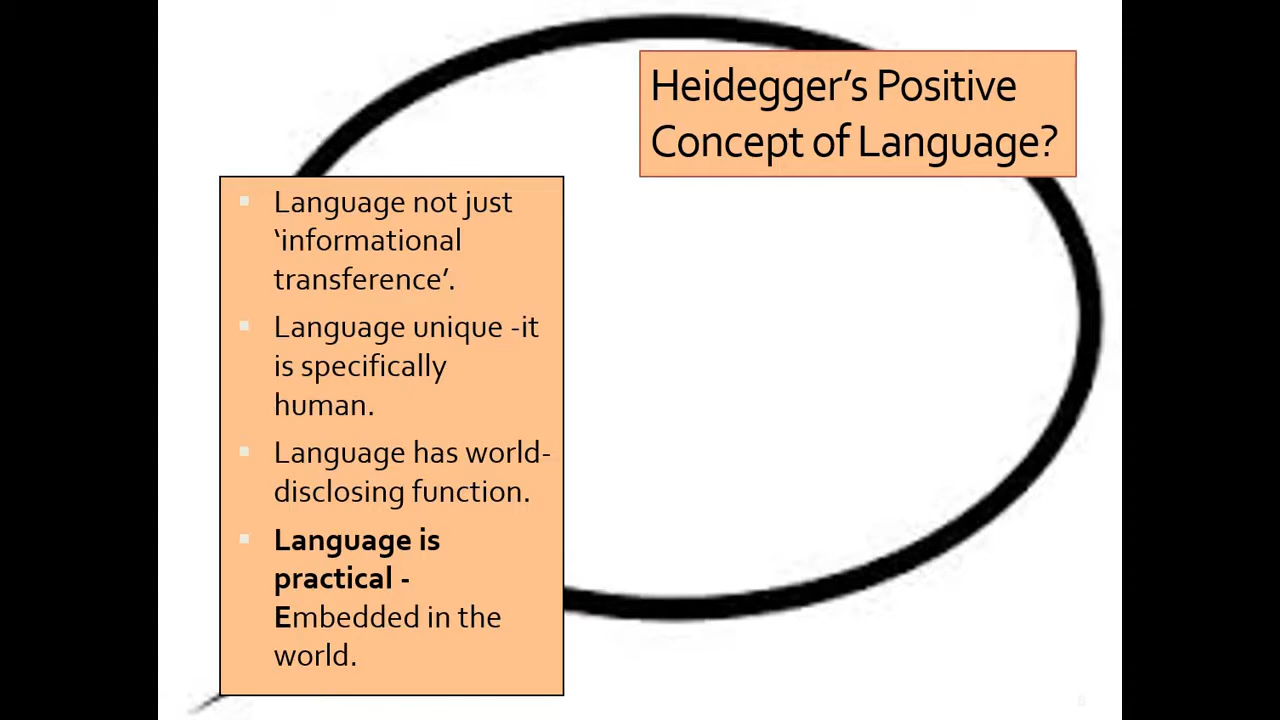 Heidegger's Positive
Concept of Language?
Language not just
‘informational
transference’.
Language unique -it
is specifically
human.
Language has world-
disclosing function.
Language is
practical -
Embedded in the
world.